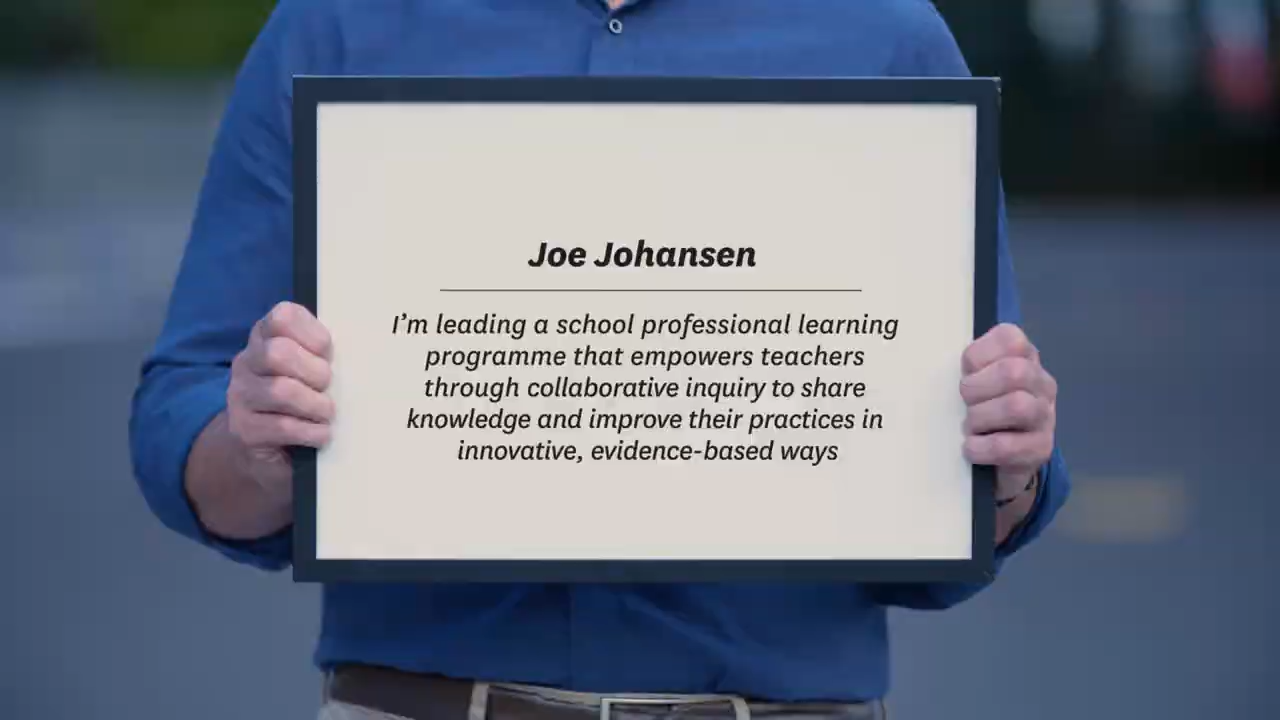 Joe Johansen
I'm leading a school professional learning
programme that empowers teachers
through collaborative inquiry to share
knowledge and improve their practices in
innovative, evidence-based ways